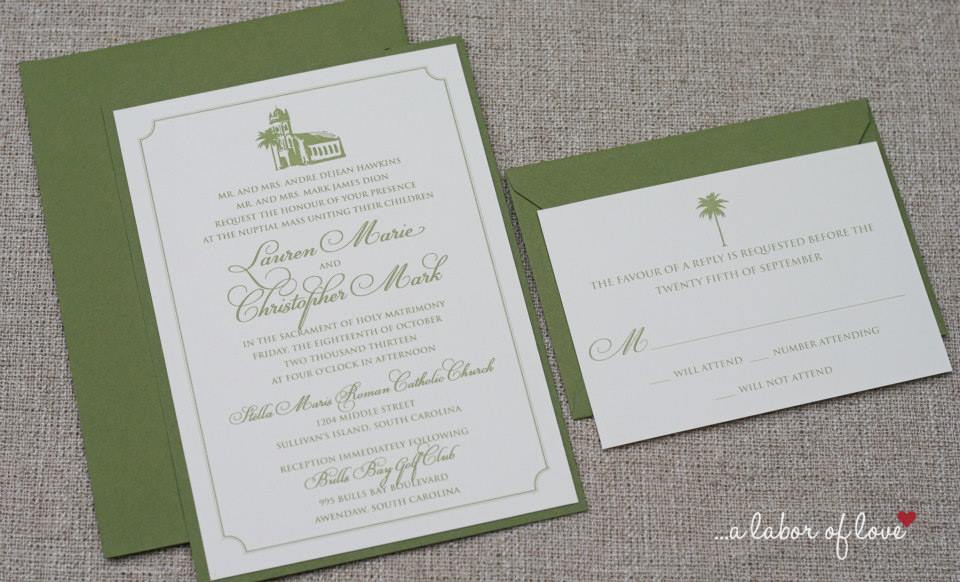 MR. AND MRS. ANDRE DEJEAN HAWKINS
MR. AND MRS. MARK JAMES DION
REQUEST THE HONOUR OF YOUR PRESENCE
AT THE NUPTIAL MASS UNITING THEIR CHILDREN
Lauren Marie
AND
Christopher Mark
IN THE SACRAMENT OF HOLY MATRIMONY
FRIDAY, THE EIGHTEENTH OF OCTOBER
TWO THOUSAND THIRTEEN
AT FOUR O'CLOCK IN AFTERNOON
Stella Maris Roman Catholic Church
1204 MIDDLE STREET
SULLIVAN'S ISLAND, SOUTH CAROLINA
RECEPTION IMMEDIATELY FOLLOWING
Bulls Bay Golf Club
995 BULLS BAY BOULEVARD
AWENDAW, SOUTH CAROLINA
THE FAVOUR OF A REPLY IS REQUESTED BEFORE THE
TWENTY FIFTH OF SEPTEMBER
M
WILL ATTEND ___ NUMBER ATTENDING
WILL NOT ATTEND
...a labor of love